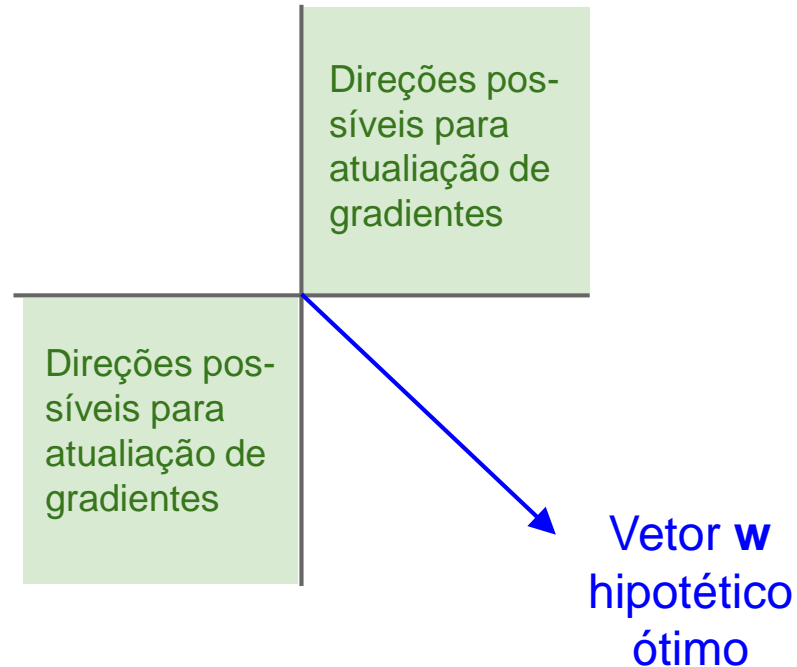 Direções pos-
síveis para
atualiação de
gradientes
Direções pos-
síveis para
atualiação de
gradientes
Vetor w
hipotético
ótimo